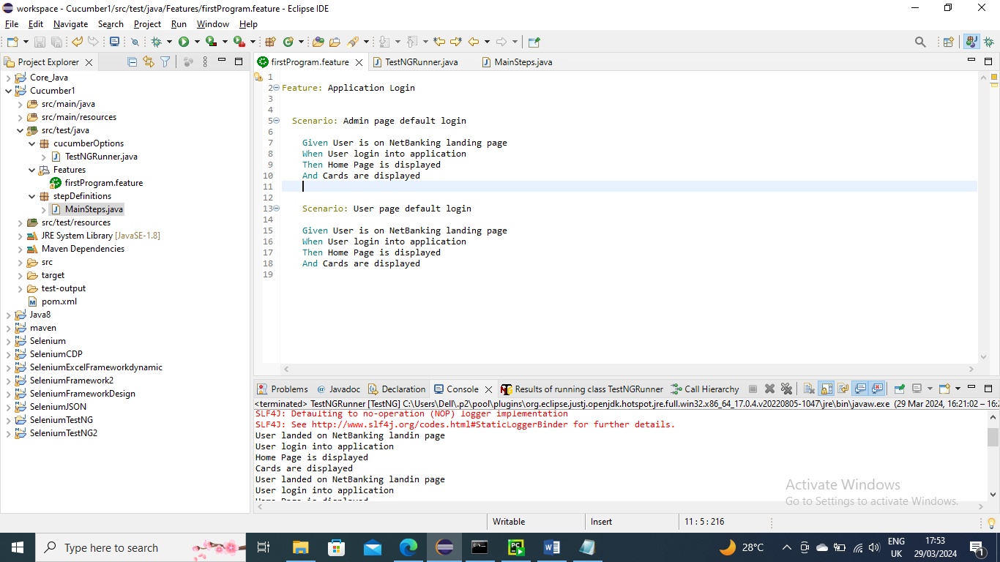 workspace - Cucumber1/src/test/java/Features/firstProgram.feature - Eclipse IDE
File Edit Navigate Search Project Run Window Help
Project Explorer
Core_Java
Cucumber1
src/main/java
src/main/resources
src/test/java
cucumberOptions
TestNGRunner.java
Features
firstProgram.feature
stepDefinitions
MainSteps.java
src/test/resources
JRE System Library [JavaSE-1.8]
Maven Dependencies
src
target
test-output
pom.xml
Java8
maven
Selenium
SeleniumCDP
SeleniumExcelFrameworkdynamic
SeleniumFramework2
SeleniumFrameworkDesign
SeleniumJSON
SeleniumTestNG
SeleniumTestNG2
firstProgram.feature TestNGRunner.java MainSteps.java
1
2 Feature: Application Login
3
4
5 Scenario: Admin page default login
6
7 Given User is on NetBanking landing page
8 When User login into application
9 Then Home Page is displayed
10 And Cards are displayed
11
12
13 Scenario: User page default login
14
15 Given User is on NetBanking landing page
16 When User login into application
17 Then Home Page is displayed
18 And Cards are displayed
19
Problems @ Javadoc Declaration Console Results of running class TestNGRunner Call Hierarchy
<terminated> TestNGRunner [TestNG] C:\Users\Dell\.p2\pool\plugins\org.eclipse.justj.openjdk.hotspot.jre.full.win32.x86_64_17.0.4.v20220805-1047\jre\bin\javaw.exe (29 Mar 2024, 16:21:02 – 16:
SLF4J: Defaulting to no-operation (NOP) logger implementation
SLF4J: See http://www.slf4j.org/codes.html#StaticLoggerBinder for further details.
User landed on NetBanking landin page
User login into application
Home Page is displayed
Cards are displayed
User landed on NetBanking landin page
User login into application
Home Page is displayed
Activate Windows
Go to Settings to activate Windows.
Writable Insert 11 : 5 : 216
Type here to search
28°C
ENG
UK
17:53
29/03/2024
1